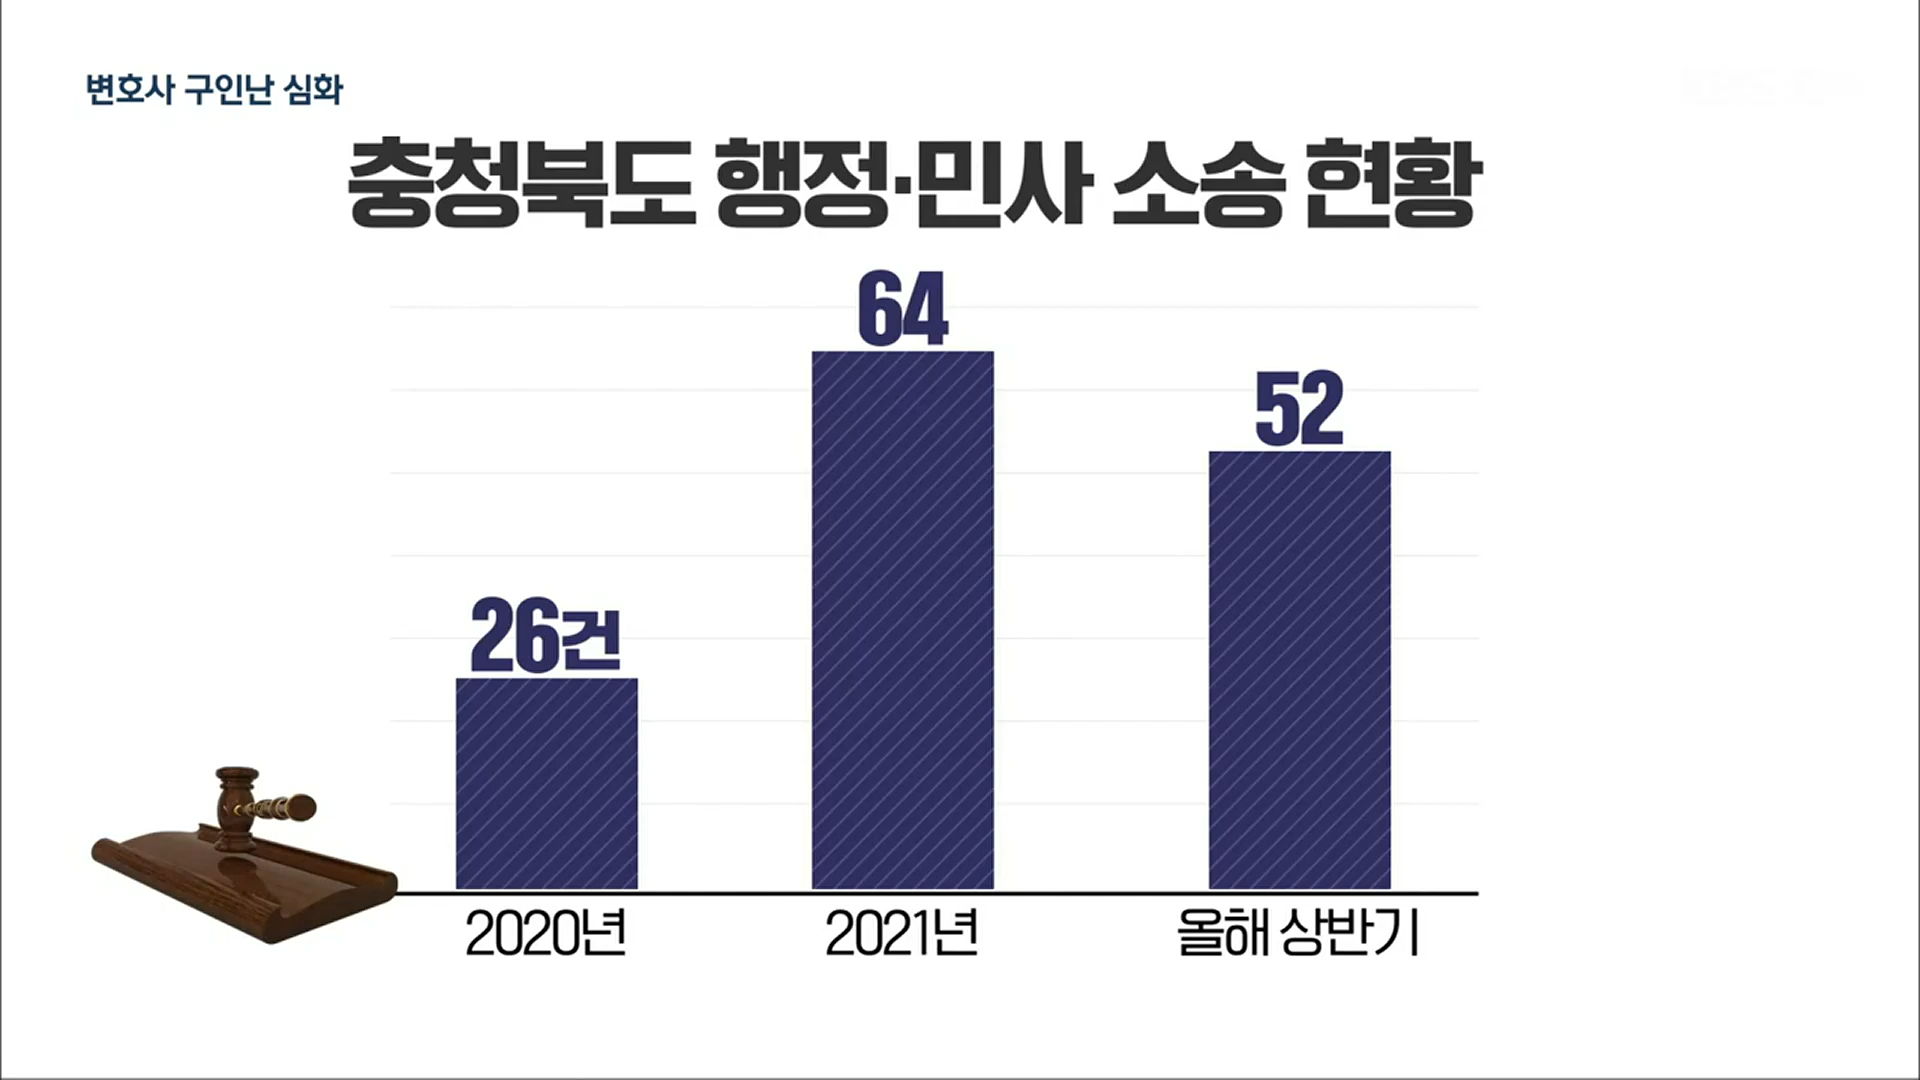 변호사 구인난 심화
충청북도 행정·민사 소송 현황
64
52
26건
2020년 2021년 올해 상반기